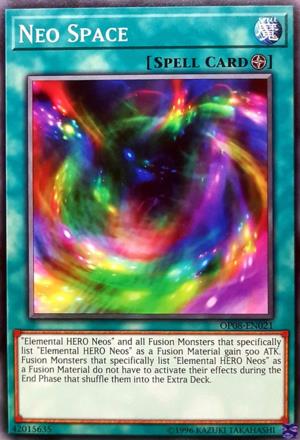 Neo Space
SPELL
魔
[Spell Card]
OP08-EN021
"Elemental HERO Neos" and all Fusion Monsters that specifically
list "Elemental HERO Neos" as a Fusion Material gain 500 ATK.
Fusion Monsters that specifically list "Elemental HERO Neos" as
a Fusion Material do not have to activate their effects during the
End Phase that shuffle them into the Extra Deck.
42015635
©1996 KAZUKI TAKAHASHI